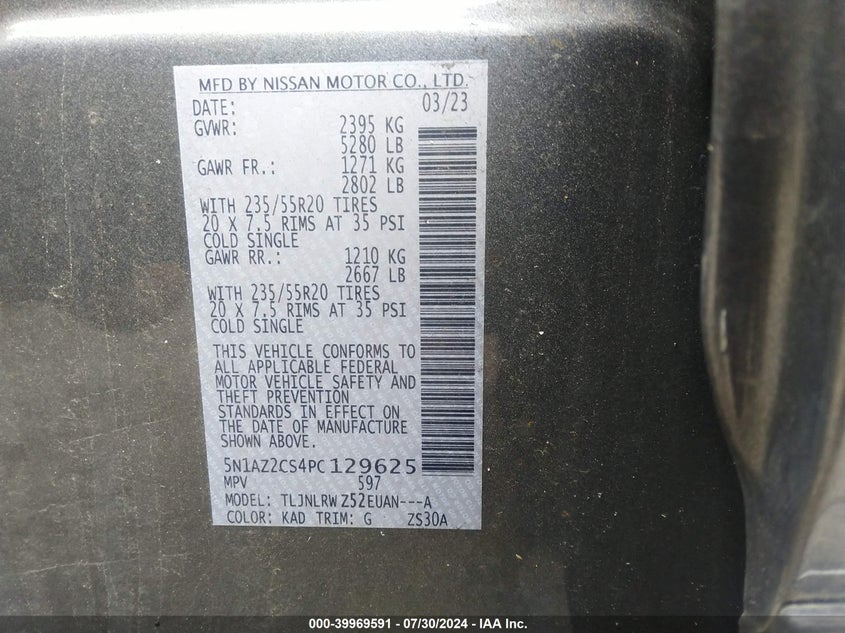 MFD BY NISSAN MOTOR CO., LTD.
DATE: 03/23
GVWR: 2395 KG
5280 LB
GAWR FR.: 1271 KG
2802 LB
WITH 235/55R20 TIRES
20 X 7.5 RIMS AT 35 PSI
COLD SINGLE
GAWR RR.: 1210 KG
2667 LB
WITH 235/55R20 TIRES
20 X 7.5 RIMS AT 35 PSI
COLD SINGLE
THIS VEHICLE CONFORMS TO
ALL APPLICABLE FEDERAL
MOTOR VEHICLE SAFETY AND
THEFT PREVENTION
STANDARDS IN EFFECT ON
THE DATE OF MANUFACTURE
SHOWN ABOVE.
5N1AZ2CS4PC129625
MPV 597
MODEL: TLJNLRWZ52EUAN---A
COLOR: KAD TRIM: G ZS30A
000-39969591 - 07/30/2024 - IAA Inc.